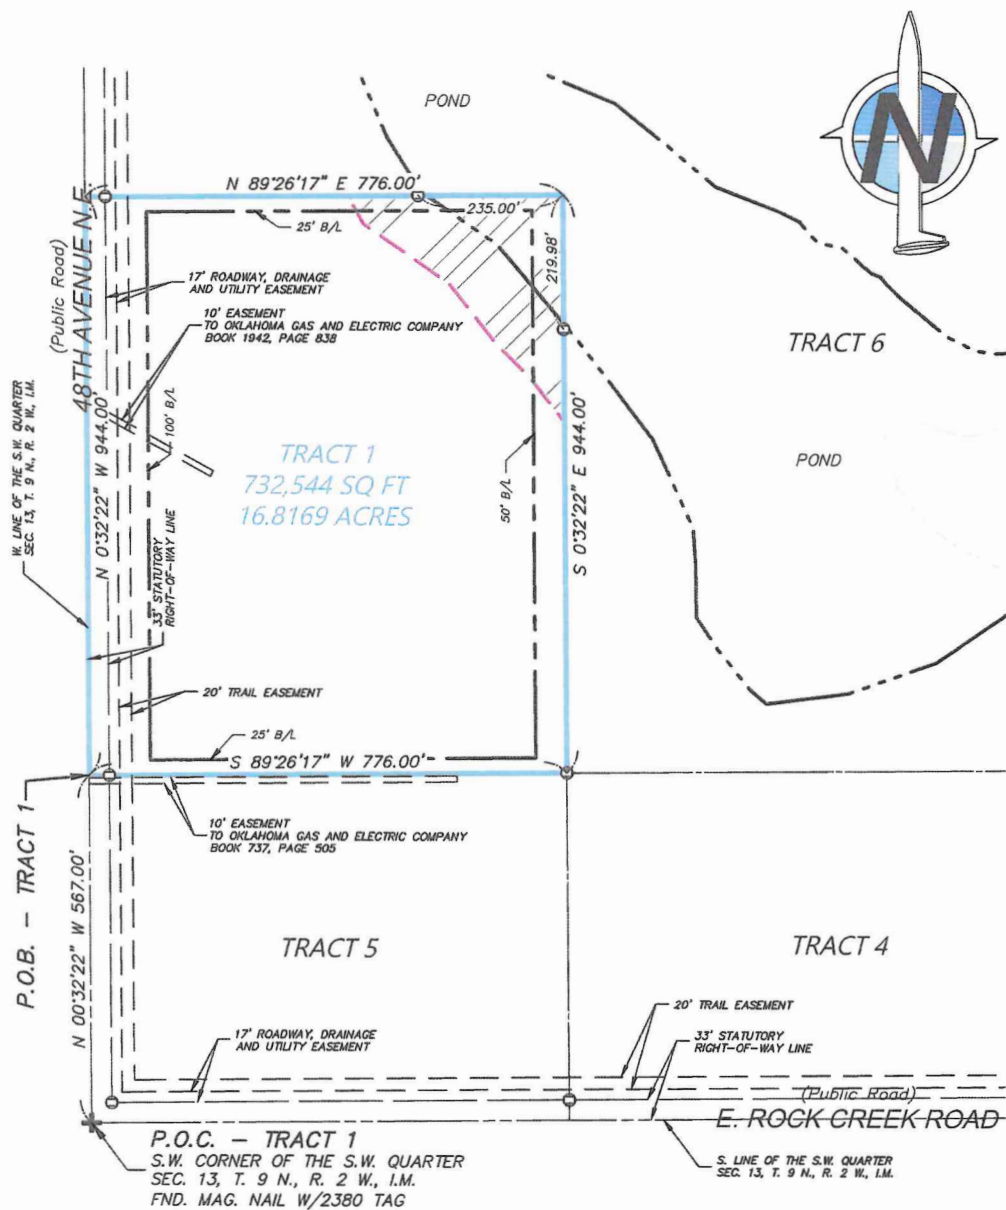 POND
N
N 89°26'17" E 776.00'
235.00'
25' B/L
219.98'
48TH AVENUE N.E.
(Public Road)
17' ROADWAY, DRAINAGE
AND UTILITY EASEMENT
10' EASEMENT
TO OKLAHOMA GAS AND ELECTRIC COMPANY
BOOK 1942, PAGE 838
TRACT 6
W. LINE OF THE S.W. QUARTER
SEC. 13, T. 9 N., R. 2 W., I.M.
N 0°32'22" W 944.00'
100' B/L
TRACT 1
732,544 SQ FT
16.8169 ACRES
50' B/L
S 0°32'22" E 944.00'
POND
33' STATUTORY
RIGHT-OF-WAY LINE
20' TRAIL EASEMENT
25' B/L
S 89°26'17" W 776.00'
P.O.B. - TRACT 1
10' EASEMENT
TO OKLAHOMA GAS AND ELECTRIC COMPANY
BOOK 737, PAGE 505
N 00°32'22" W 567.00'
TRACT 5
TRACT 4
20' TRAIL EASEMENT
17' ROADWAY, DRAINAGE
AND UTILITY EASEMENT
33' STATUTORY
RIGHT-OF-WAY LINE
(Public Road)
E. ROCK CREEK ROAD
P.O.C. - TRACT 1
S.W. CORNER OF THE S.W. QUARTER
SEC. 13, T. 9 N., R. 2 W., I.M.
FND. MAG. NAIL W/2380 TAG
S. LINE OF THE S.W. QUARTER
SEC. 13, T. 9 N., R. 2 W., I.M.